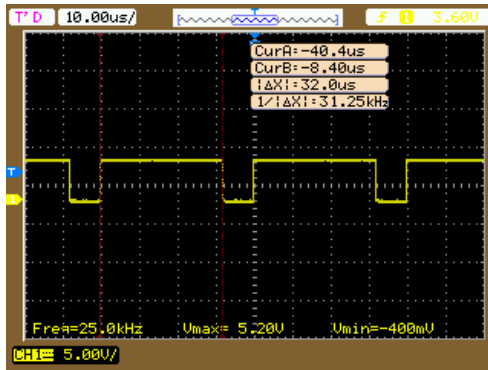 T'D 10.00us/ T f 1 3.60V
CurA=-40.4us
CurB=-8.40us
|ΔX|=32.0us
1/|ΔX|=31.25kHz
T
1
Freq=25.0kHz Vmax= 5.20V Vmin=-400mV
CH1 5.00V/